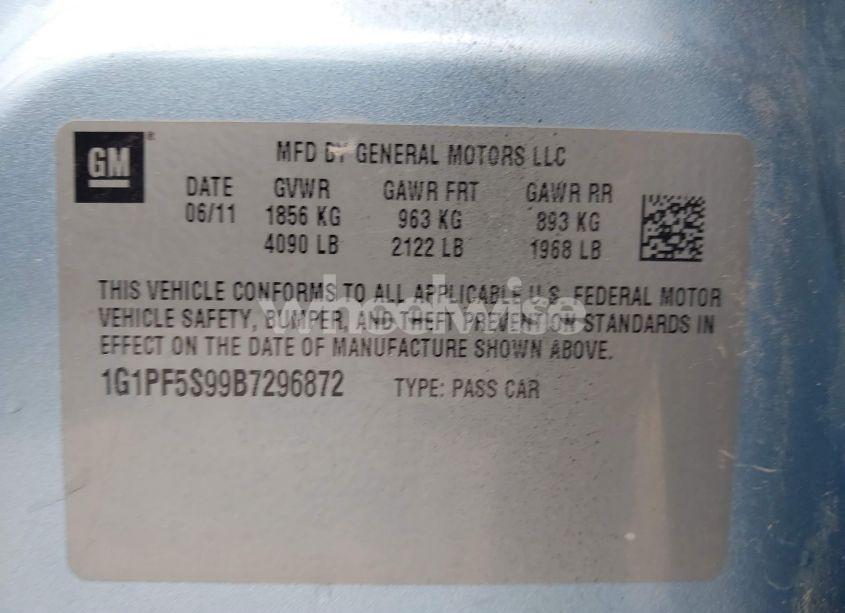 GM®
MFD BY GENERAL MOTORS LLC
DATE GVWR GAWR FRT GAWR RR
06/11 1856 KG 963 KG 893 KG
4090 LB 2122 LB 1968 LB
THIS VEHICLE CONFORMS TO ALL APPLICABLE U.S. FEDERAL MOTOR
VEHICLE SAFETY, BUMPER, AND THEFT PREVENTION STANDARDS IN
EFFECT ON THE DATE OF MANUFACTURE SHOWN ABOVE.
1G1PF5S99B7296872 TYPE: PASS CAR